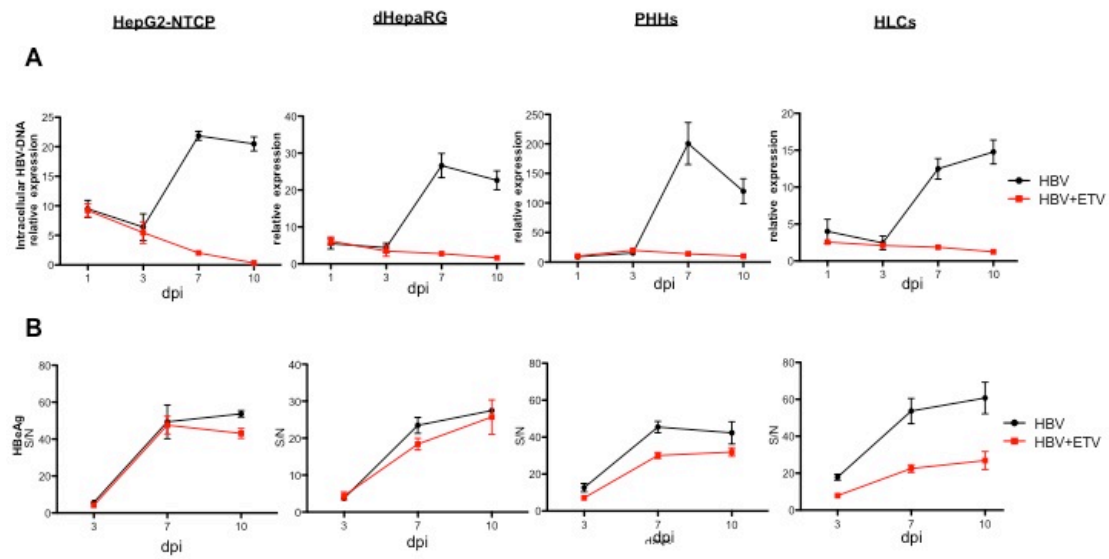 HepG2-NTCP
dHepaRG
PHHs
HLCs
A
Intracellular HBV-DNA
relative expression
25
20
15
10
5
0
1 3 7 10
dpi
relative expression
40
30
20
10
0
1 3 7 10
dpi
relative expression
250
200
150
100
50
0
1 3 7 10
dpi
relative expression
20
15
10
5
0
1 3 7 10
dpi
HBV
HBV+ETV
B
HBeAg
S/N
80
60
40
20
0
3 7 10
dpi
S/N
40
30
20
10
0
3 7 10
dpi
S/N
80
60
40
20
0
3 7 10
dpi
S/N
80
60
40
20
0
3 7 10
dpi
HBV
HBV+ETV